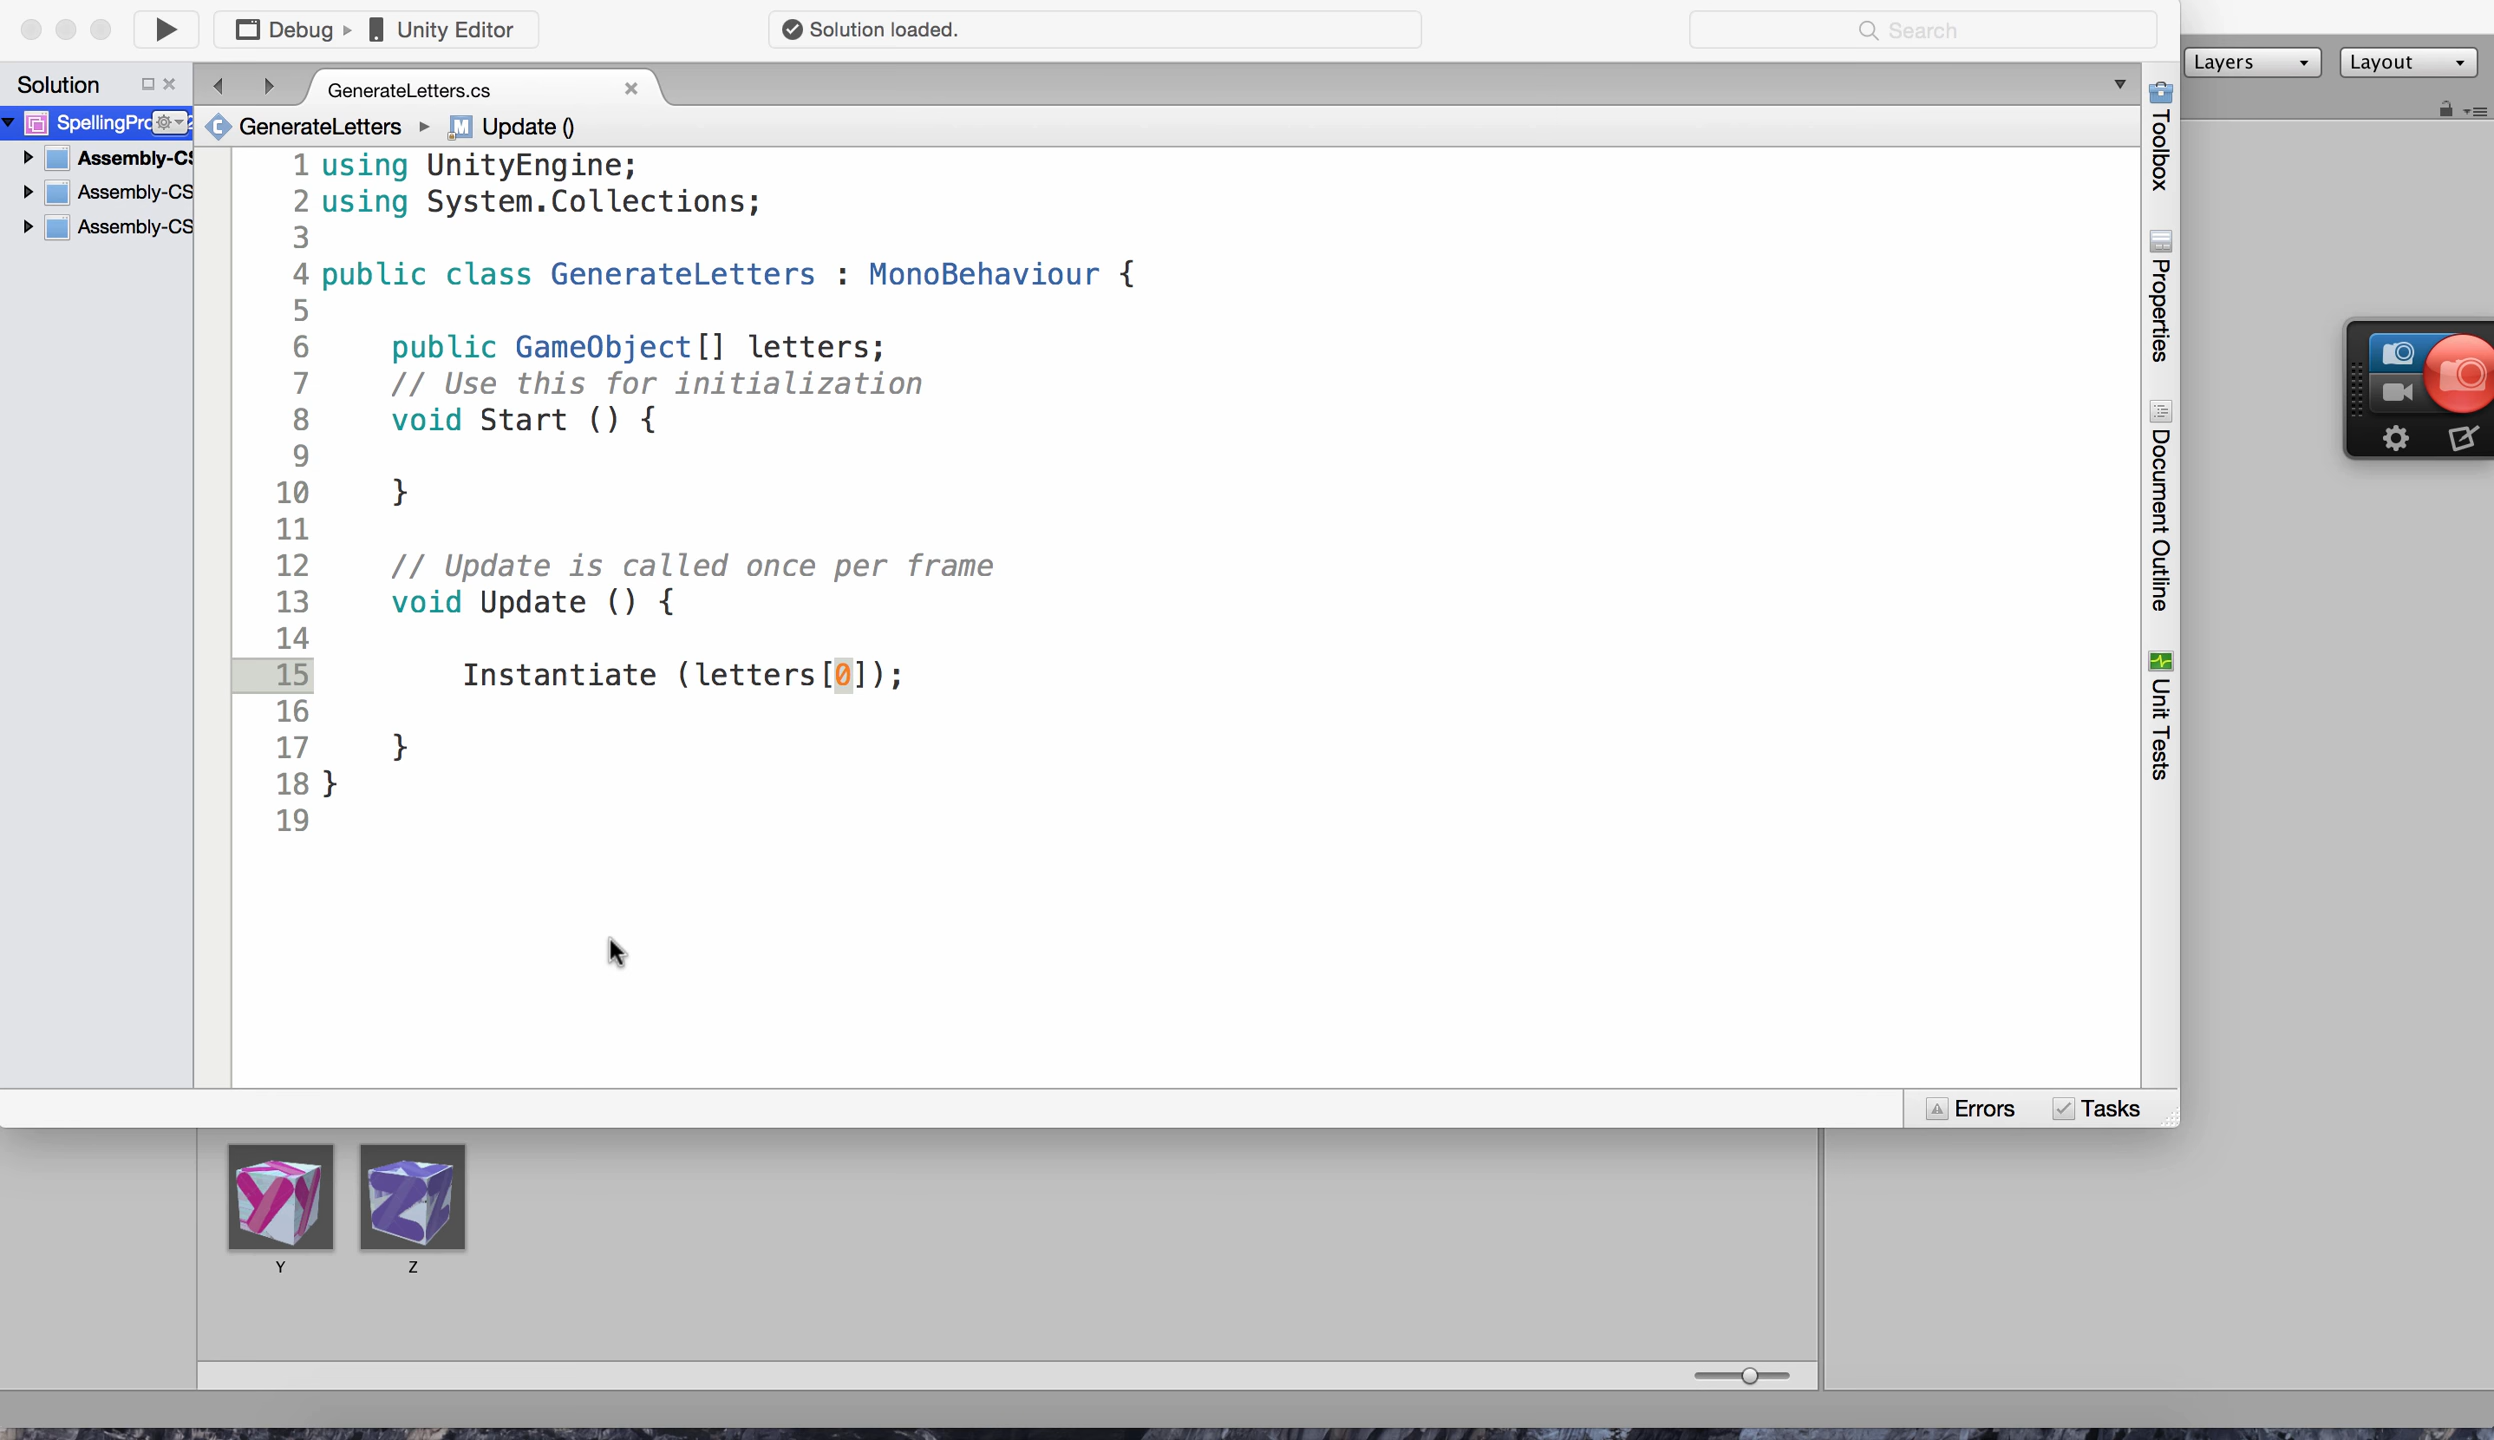 Debug
Unity Editor
Solution loaded.
Search
Layers
Layout
Solution
GenerateLetters.cs
GenerateLetters
Update ()
Assembly-CS
Assembly-CS
Assembly-CS
1 using UnityEngine;
2 using System.Collections;
3
4 public class GenerateLetters : MonoBehaviour {
5
6 public GameObject[] letters;
7 // Use this for initialization
8 void Start () {
9
10 }
11
12 // Update is called once per frame
13 void Update () {
14
15 Instantiate (letters[0]);
16
17 }
18 }
19
Toolbox
Properties
Document Outline
Unit Tests
Errors
Tasks
Y
Z